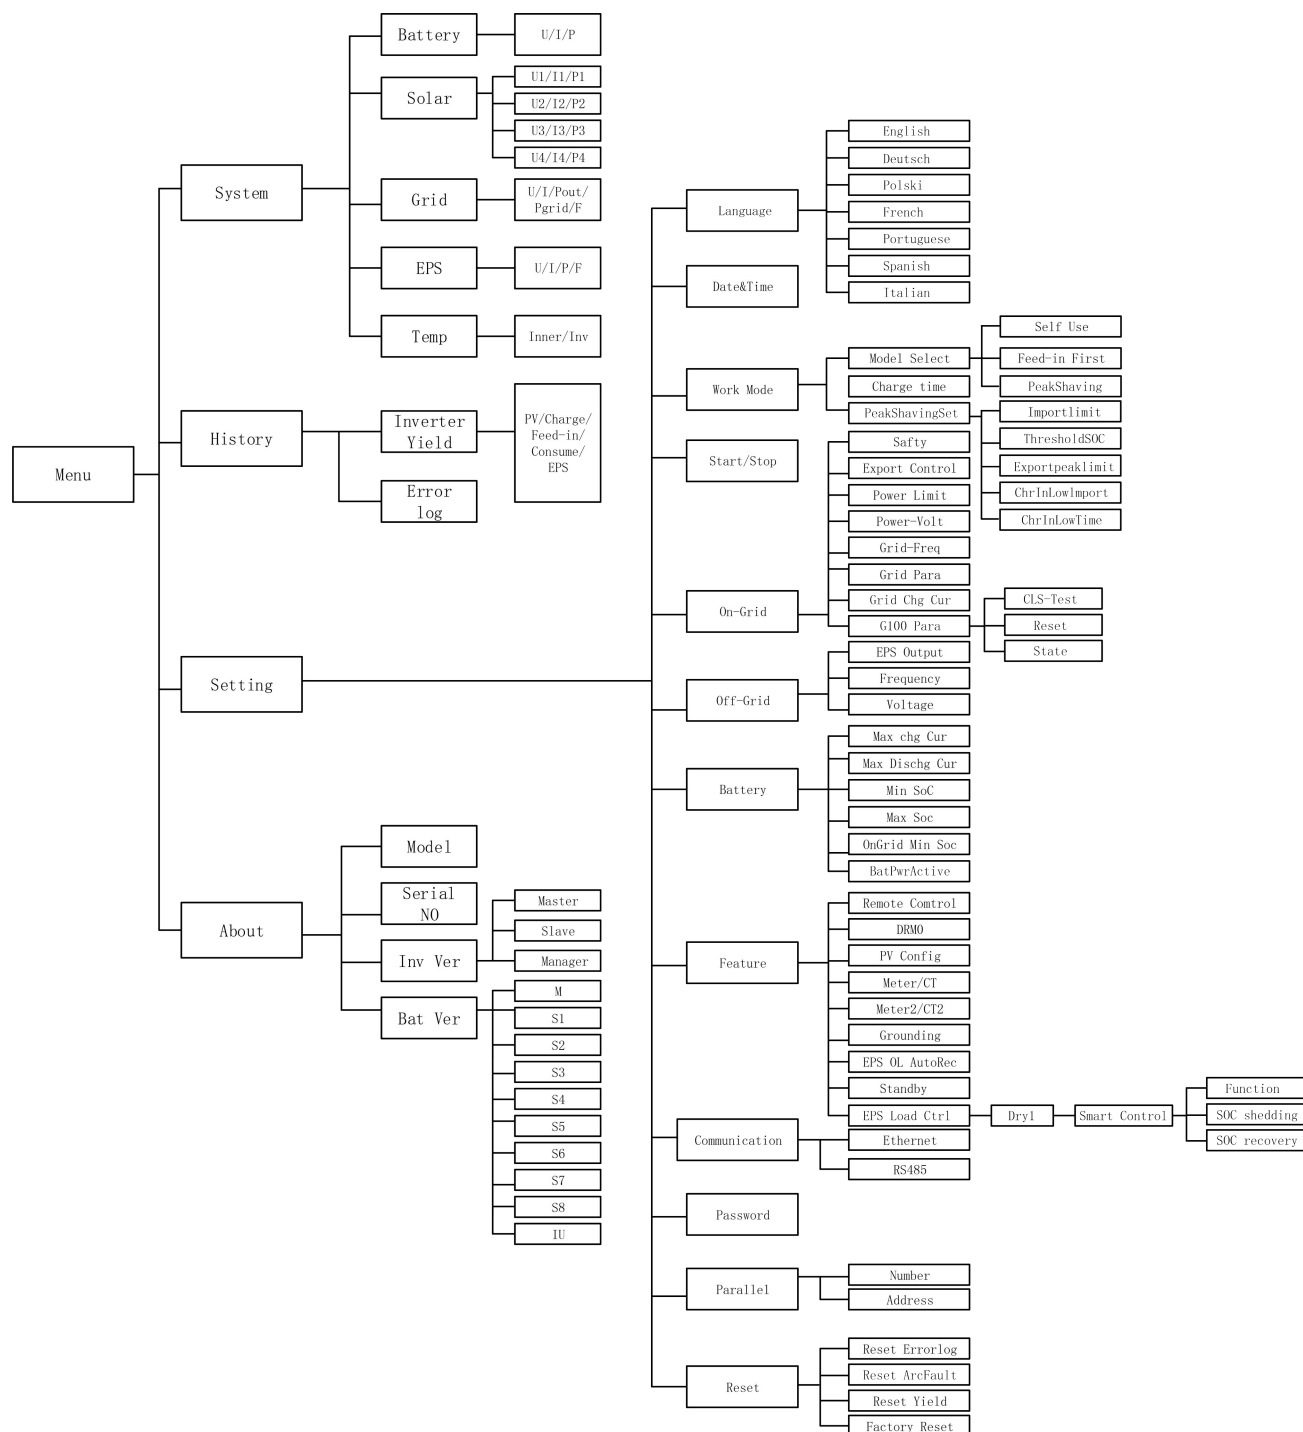 Menu
System
Battery
U/I/P
Solar
U1/I1/P1
U2/I2/P2
U3/I3/P3
U4/I4/P4
Grid
U/I/Pout/
Pgrid/F
EPS
U/I/P/F
Temp
Inner/Inv
History
Inverter
Yield
PV/Charge/
Feed-in/
Consume/
EPS
Error
log
Setting
Language
English
Deutsch
Polski
French
Portuguese
Spanish
Italian
Date&Time
Work Mode
Model Select
Self Use
Feed-in First
PeakShaving
Charge time
PeakShavingSet
Importlimit
ThresholdSOC
Exportpeaklimit
ChrInLowImport
ChrInLowTime
Start/Stop
On-Grid
Safty
Export Control
Power Limit
Power-Volt
Grid-Freq
Grid Para
Grid Chg Cur
G100 Para
CLS-Test
Reset
State
Off-Grid
EPS Output
Frequency
Voltage
Battery
Max chg Cur
Max Dischg Cur
Min SoC
Max Soc
OnGrid Min Soc
BatPwrActive
Feature
Remote Comtrol
DRM0
PV Config
Meter/CT
Meter2/CT2
Grounding
EPS OL AutoRec
Standby
EPS Load Ctrl
Dry1
Smart Control
Function
SOC shedding
SOC recovery
Communication
Ethernet
RS485
Password
Parallel
Number
Address
Reset
Reset Errorlog
Reset ArcFault
Reset Yield
Factory Reset
About
Model
Serial
NO
Inv Ver
Master
Slave
Manager
Bat Ver
M
S1
S2
S3
S4
S5
S6
S7
S8
IU